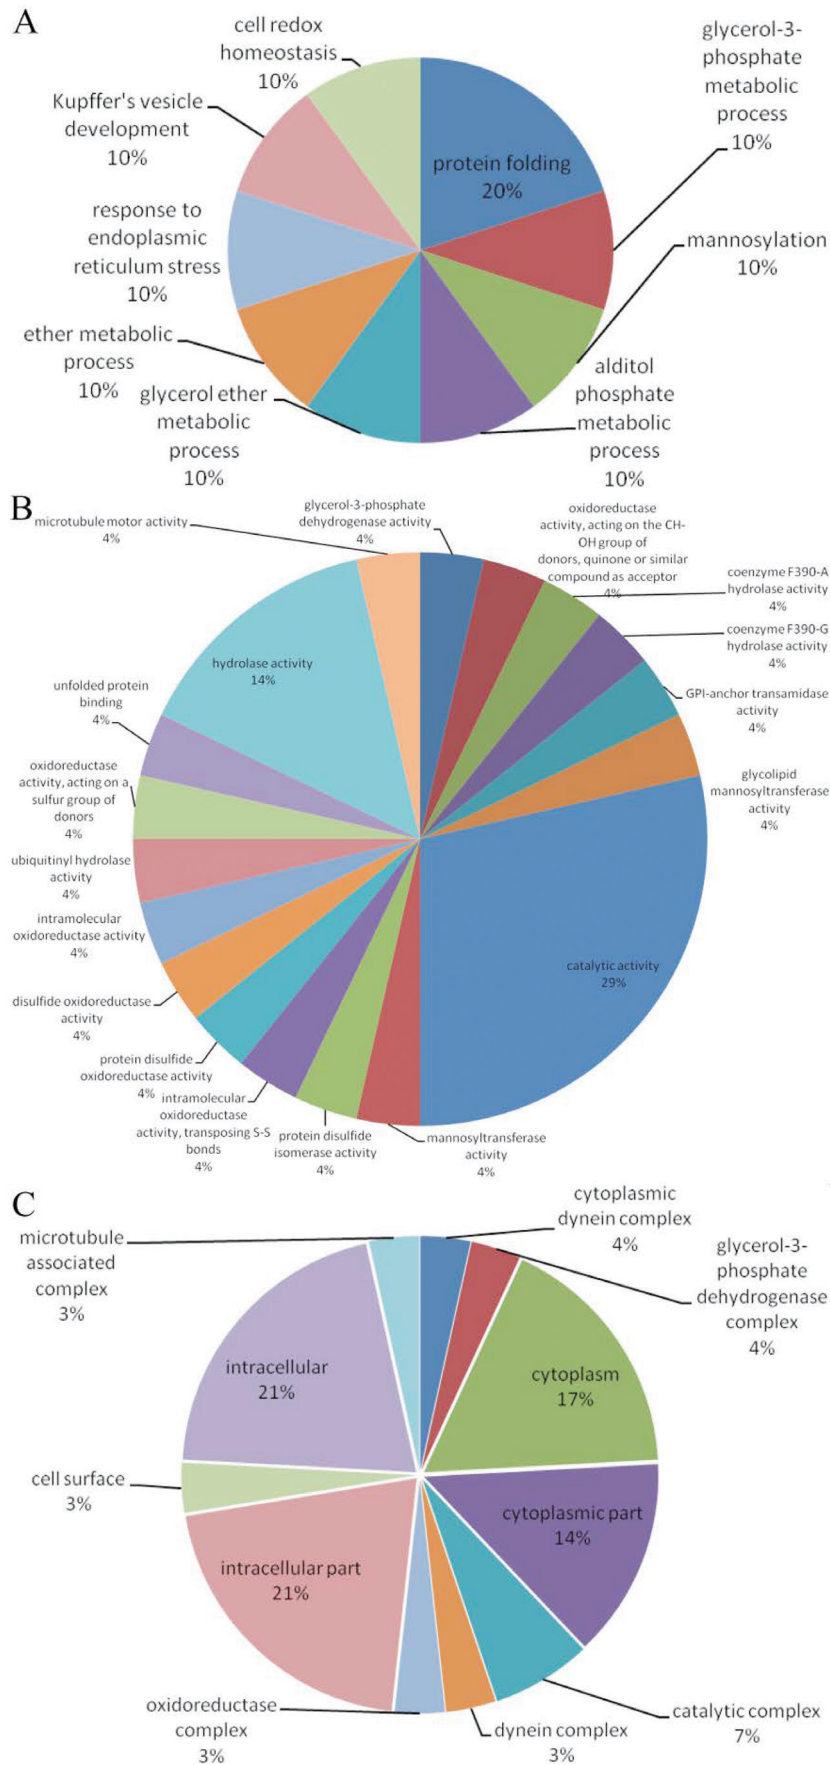 A
cell redox
homeostasis
10%
glycerol-3-
phosphate
metabolic
process
10%
Kupffer's vesicle
development
10%
protein folding
20%
response to
endoplasmic
reticulum stress
10%
mannosylation
10%
ether metabolic
process
10%
alditol
phosphate
metabolic
process
10%
glycerol ether
metabolic
process
10%
B
microtubule motor activity
4%
glycerol-3-phosphate
dehydrogenase activity
4%
oxidoreductase
activity, acting on the CH-
OH group of
donors, quinone or similar
compound as acceptor
4%
coenzyme F390-A
hydrolase activity
4%
coenzyme F390-G
hydrolase activity
4%
hydrolase activity
14%
unfolded protein
binding
4%
GPI-anchor transamidase
activity
4%
oxidoreductase
activity, acting on a
sulfur group of
donors
4%
glycolipid
mannosyltransferase
activity
4%
ubiquitinyl hydrolase
activity
4%
intramolecular
oxidoreductase activity
4%
catalytic activity
29%
disulfide oxidoreductase
activity
4%
protein disulfide
oxidoreductase activity
4%
intramolecular
oxidoreductase
activity, transposing S-S
bonds
4%
protein disulfide
isomerase activity
4%
mannosyltransferase
activity
4%
C
microtubule
associated
complex
3%
cytoplasmic
dynein complex
4%
glycerol-3-
phosphate
dehydrogenase
complex
4%
intracellular
21%
cytoplasm
17%
cell surface
3%
cytoplasmic part
14%
intracellular part
21%
oxidoreductase
complex
3%
dynein complex
3%
catalytic complex
7%